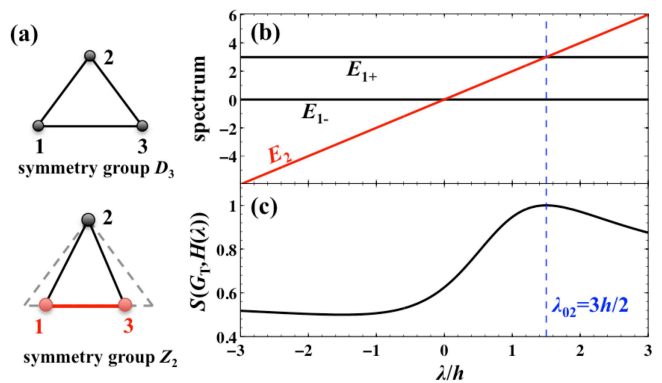 (a)
2
1
3
symmetry group D₃
2
1
3
symmetry group Z₂
(b)
spectrum
6
4
2
0
−2
−4
E₁₊
E₁₋
E₂
(c)
S(G_T,H(λ))
1
0.8
0.6
0.4
λ₀₂=3h/2
−3
−2
−1
0
1
2
3
λ/h